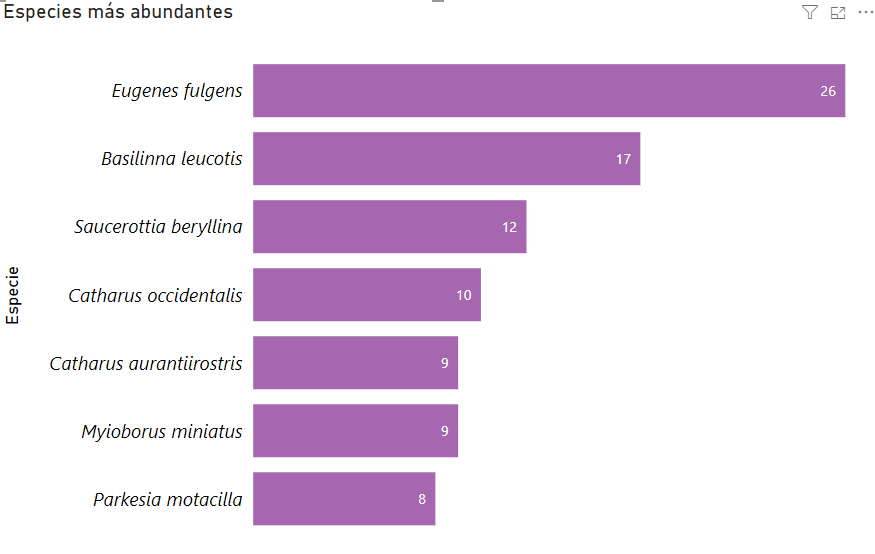 Especies más abundantes
Especie
Eugenes fulgens 26
Basilinna leucotis 17
Saucerottia beryllina 12
Catharus occidentalis 10
Catharus aurantiirostris 9
Myioborus miniatus 9
Parkesia motacilla 8